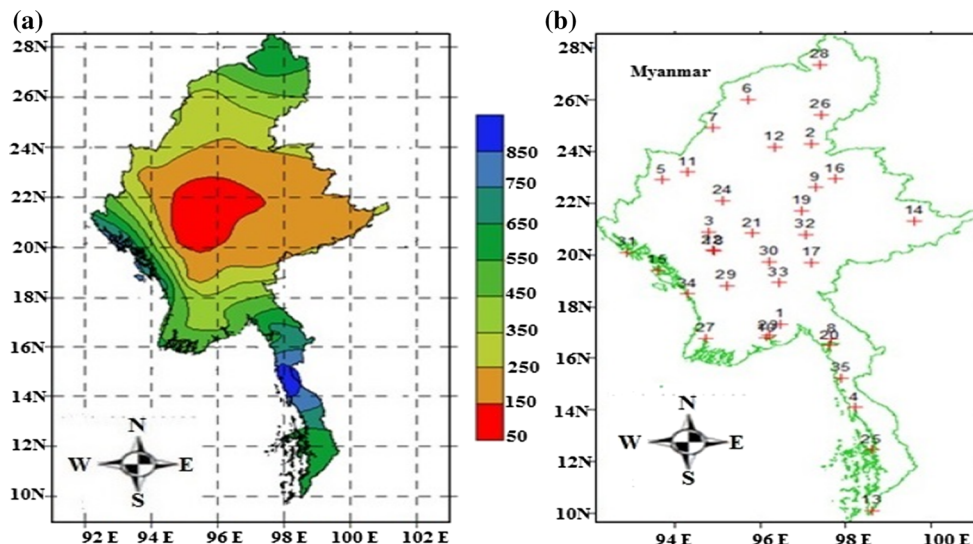 (a)
28N
26N
24N
22N
20N
18N
16N
14N
12N
10N
92 E 94 E 96 E 98 E 100 E 102 E
N
W E
S
850
750
650
550
450
350
250
150
50
(b)
Myanmar
28N
26N
24N
22N
20N
18N
16N
14N
12N
10N
94 E 96 E 98 E 100 E
28
6
26
7
12
2
5
11
9
16
24
19
14
3
21
32
31
15
30
17
29
33
34
1
27
8
20
35
4
25
13
N
W E
S